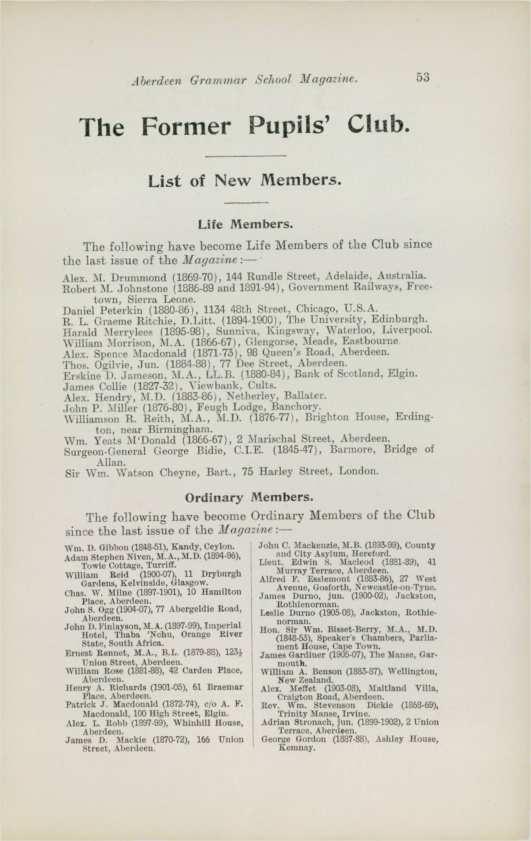 Aberdeen Grammar School Magazine. 53
The Former Pupils' Club.
List of New Members.
Life Members.
The following have become Life Members of the Club since
the last issue of the Magazine:—
Alex. M. Drummond (1869-70), 144 Rundle Street, Adelaide, Australia.
Robert M. Johnstone (1886-89 and 1891-94), Government Railways, Free-
town, Sierra Leone.
Daniel Peterkin (1880-86), 1134 48th Street, Chicago, U.S.A.
R. L. Graeme Ritchie, D.Litt. (1894-1900), The University, Edinburgh.
Harald Merrylees (1895-98), Sunniva, Kingsway, Waterloo, Liverpool.
William Morrison, M.A. (1866-67), Glengorse, Meads, Eastbourne.
Alex. Spence Macdonald (1871-73), 98 Queen's Road, Aberdeen.
Thos. Ogilvie, Jun. (1884-88), 77 Dee Street, Aberdeen.
Erskine D. Jameson, M.A., LL.B. (1880-84), Bank of Scotland, Elgin.
James Collie (1827-32), Viewbank, Cults.
Alex. Hendry, M.D. (1883-86), Netherley, Ballater.
John P. Miller (1876-80), Feugh Lodge, Banchory.
Williamson R. Reith, M.A., M.D. (1876-77), Brighton House, Erding-
ton, near Birmingham.
Wm. Yeats M'Donald (1866-67), 2 Marischal Street, Aberdeen.
Surgeon-General George Bidie, C.I.E. (1845-47), Barmore, Bridge of
Allan.
Sir Wm. Watson Cheyne, Bart., 75 Harley Street, London.
Ordinary Members.
The following have become Ordinary Members of the Club
since the last issue of the Magazine:—
Wm. D. Gibbon (1848-51), Kandy, Ceylon.
Adam Stephen Niven, M.A., M.D. (1894-96),
Towie Cottage, Turriff.
William Reid (1900-07), 11 Dryburgh
Gardens, Kelvinside, Glasgow.
Chas. W. Milne (1897-1901), 10 Hamilton
Place, Aberdeen.
John S. Ogg (1904-07), 77 Abergeldie Road,
Aberdeen.
John D. Finlayson, M.A. (1897-99), Imperial
Hotel, Thaba 'Nchu, Orange River
State, South Africa.
Ernest Rennet, M.A., B.L. (1879-83), 123½
Union Street, Aberdeen.
William Rose (1881-88), 42 Carden Place,
Aberdeen.
Henry A. Richards (1901-05), 61 Braemar
Place, Aberdeen.
Patrick J. Macdonald (1872-74), c/o A. F.
Macdonald, 100 High Street, Elgin.
Alex. L. Robb (1897-99), Whinhill House,
Aberdeen.
James D. Mackie (1870-72), 166 Union
Street, Aberdeen.
John C. Mackenzie, M.B. (1893-99), County
and City Asylum, Hereford.
Lieut. Edwin S. Macleod (1881-89), 41
Murray Terrace, Aberdeen.
Alfred F. Esslemont (1883-86), 27 West
Avenue, Gosforth, Newcastle-on-Tyne.
James Durno, jun. (1900-02), Jackston,
Rothienorman.
Leslie Durno (1903-08), Jackston, Rothie-
norman.
Hon. Sir Wm. Bisset-Berry, M.A., M.D.
(1848-53), Speaker's Chambers, Parlia-
ment House, Cape Town.
James Gardiner (1905-07), The Manse, Gar-
mouth.
William A. Benson (1883-87), Wellington,
New Zealand.
Alex. Meffet (1903-08), Maitland Villa,
Craigton Road, Aberdeen.
Rev. Wm. Stevenson Dickie (1868-69),
Trinity Manse, Irvine.
Adrian Stronach, jun. (1899-1902), 2 Union
Terrace, Aberdeen.
George Gordon (1887-88), Ashley House,
Kemnay.